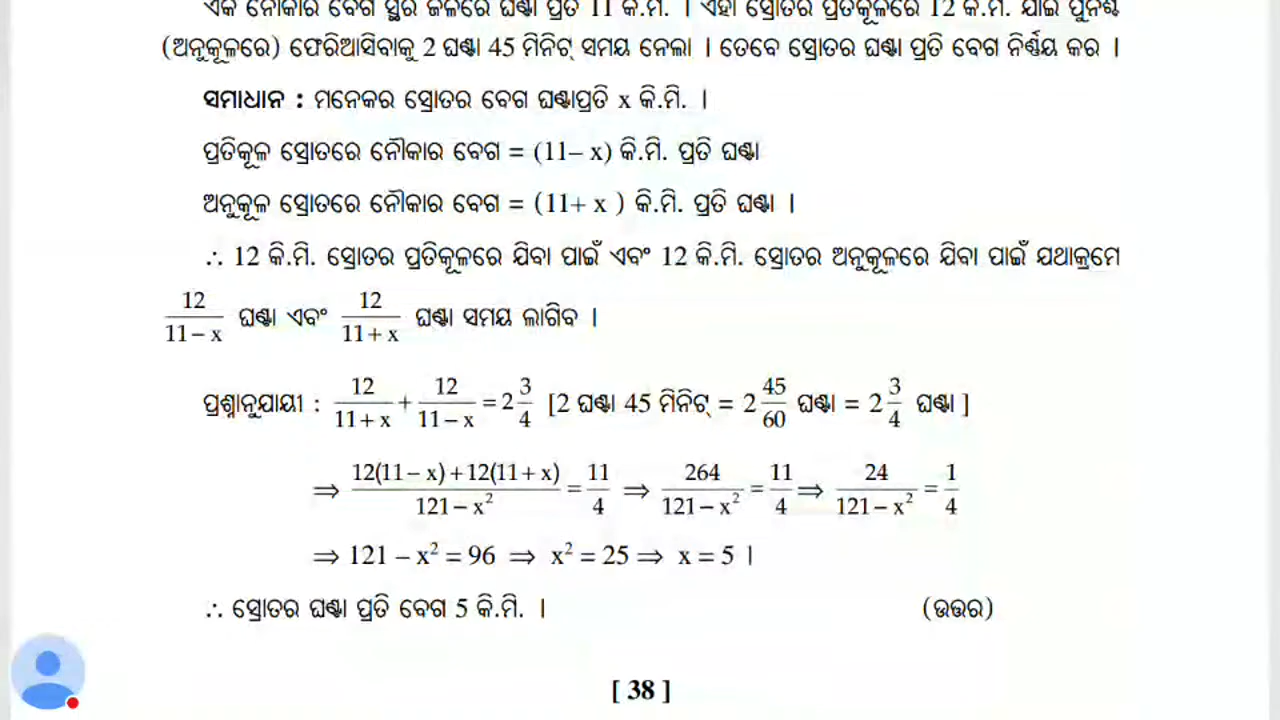 ଏକ ନୌକାର ବେଗ ସ୍ଥିର ଜଳରେ ଘଣ୍ଟା ପ୍ରତି 11 କି.ମି. । ଏହା ସ୍ରୋତର ପ୍ରତିକୂଳରେ 12 କି.ମି. ଯାଇ ପୁନଶ୍ଚ
(ଅନୁକୂଳରେ) ଫେରିଆସିବାକୁ 2 ଘଣ୍ଟା 45 ମିନିଟ୍ ସମୟ ନେଲା । ତେବେ ସ୍ରୋତର ଘଣ୍ଟା ପ୍ରତି ବେଗ ନିର୍ଣ୍ଣୟ କର ।
ସମାଧାନ : ମନେକର ସ୍ରୋତର ବେଗ ଘଣ୍ଟାପ୍ରତି x କି.ମି. ।
ପ୍ରତିକୂଳ ସ୍ରୋତରେ ନୌକାର ବେଗ = (11– x) କି.ମି. ପ୍ରତି ଘଣ୍ଟା
ଅନୁକୂଳ ସ୍ରୋତରେ ନୌକାର ବେଗ = (11+ x ) କି.ମି. ପ୍ରତି ଘଣ୍ଟା ।
∴ 12 କି.ମି. ସ୍ରୋତର ପ୍ରତିକୂଳରେ ଯିବା ପାଇଁ ଏବଂ 12 କି.ମି. ସ୍ରୋତର ଅନୁକୂଳରେ ଯିବା ପାଇଁ ଯଥାକ୍ରମେ
12/(11 – x) ଘଣ୍ଟା ଏବଂ 12/(11 + x) ଘଣ୍ଟା ସମୟ ଲାଗିବ ।
ପ୍ରଶ୍ନାନୁଯାୟୀ : 12/(11 + x) + 12/(11 – x) = 2 3/4 [2 ଘଣ୍ଟା 45 ମିନିଟ୍ = 2 45/60 ଘଣ୍ଟା = 2 3/4 ଘଣ୍ଟା ]
⇒ (12(11 – x) + 12(11 + x))/(121 – x²) = 11/4 ⇒ 264/(121 – x²) = 11/4 ⇒ 24/(121 – x²) = 1/4
⇒ 121 – x² = 96 ⇒ x² = 25 ⇒ x = 5 ।
∴ ସ୍ରୋତର ଘଣ୍ଟା ପ୍ରତି ବେଗ 5 କି.ମି. । (ଉତ୍ତର)
[ 38 ]